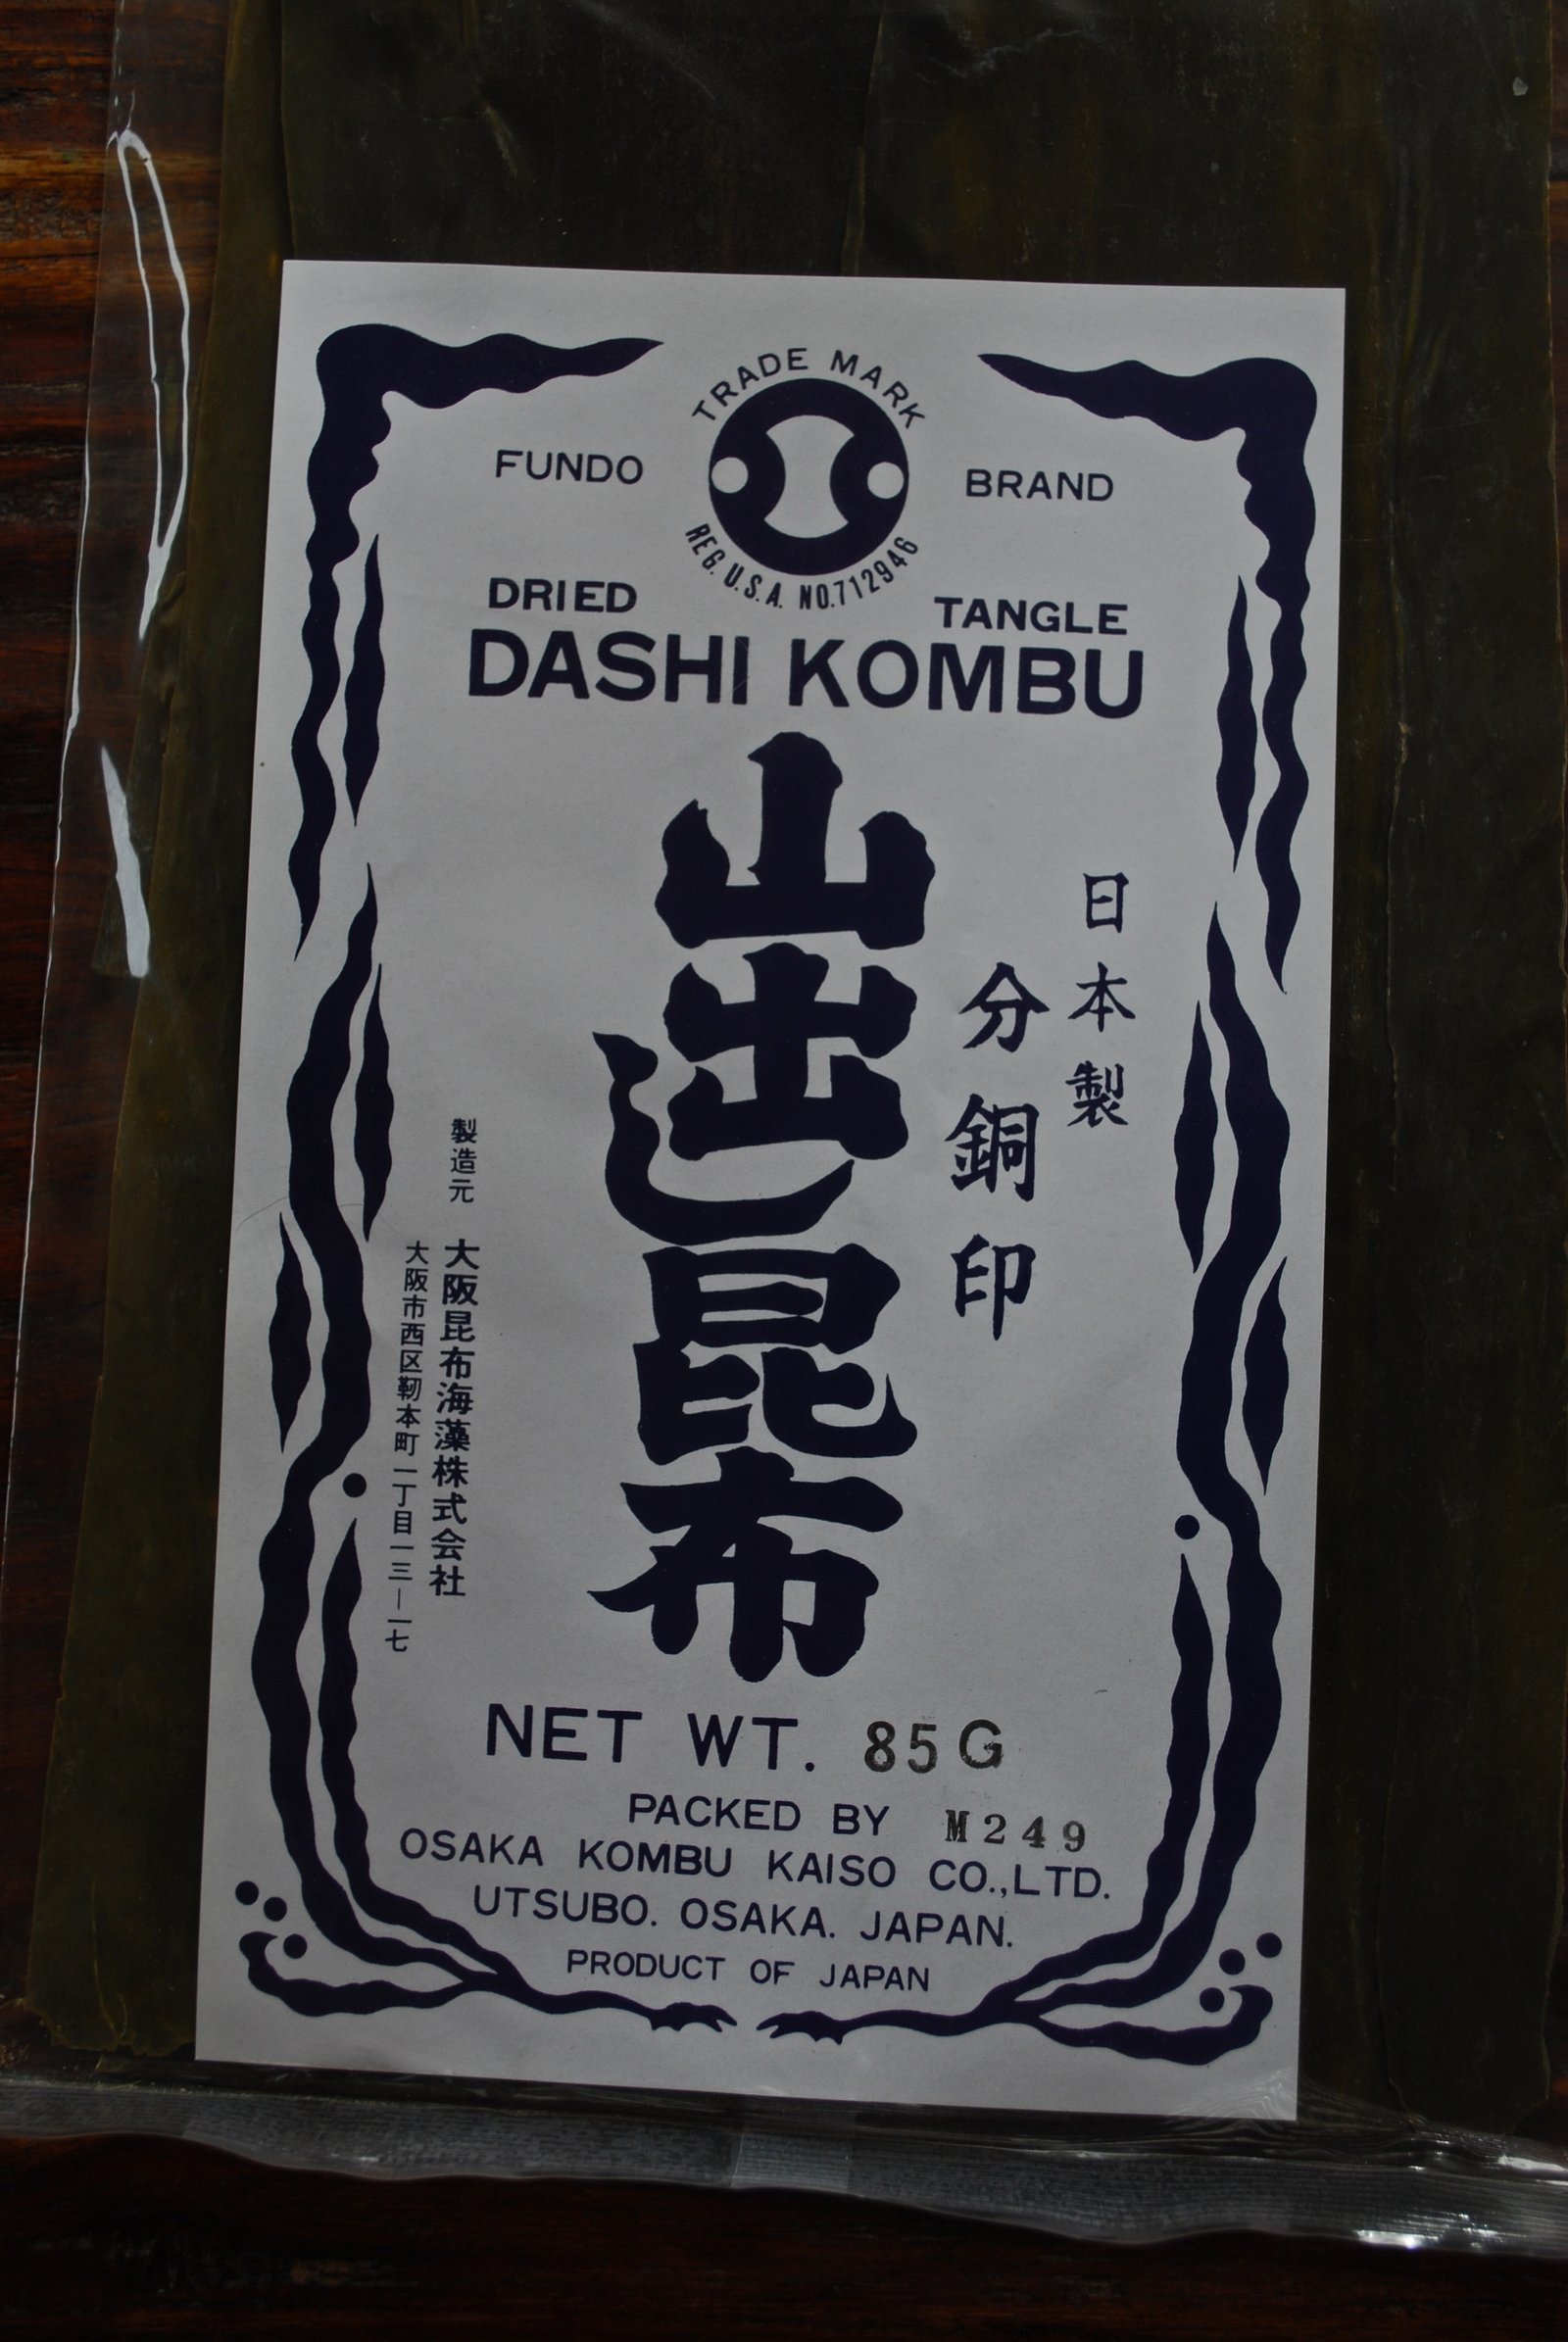 TRADE MARK
FUNDO BRAND
REG. U.S.A. NO.712946
DRIED TANGLE
DASHI KOMBU
日本製
分銅印
山出し昆布
製造元 大阪昆布海藻株式会社
大阪市西区靭本町一丁目一三―一七
NET WT. 85G
PACKED BY M249
OSAKA KOMBU KAISO CO.,LTD.
UTSUBO. OSAKA. JAPAN.
PRODUCT OF JAPAN